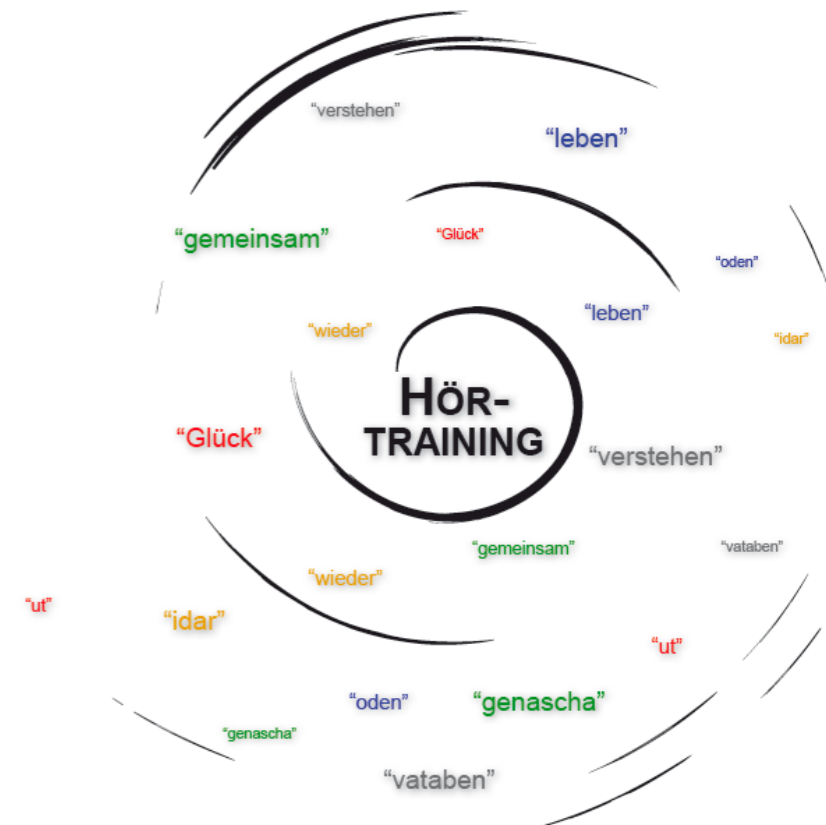 “verstehen”
“leben”
“gemeinsam”
“Glück”
“oden”
“leben”
“wieder”
“idar”
HÖR-
TRAINING
“Glück”
“verstehen”
“gemeinsam”
“vataben”
“wieder”
“ut”
“idar”
“ut”
“oden”
“genascha”
“genascha”
“vataben”